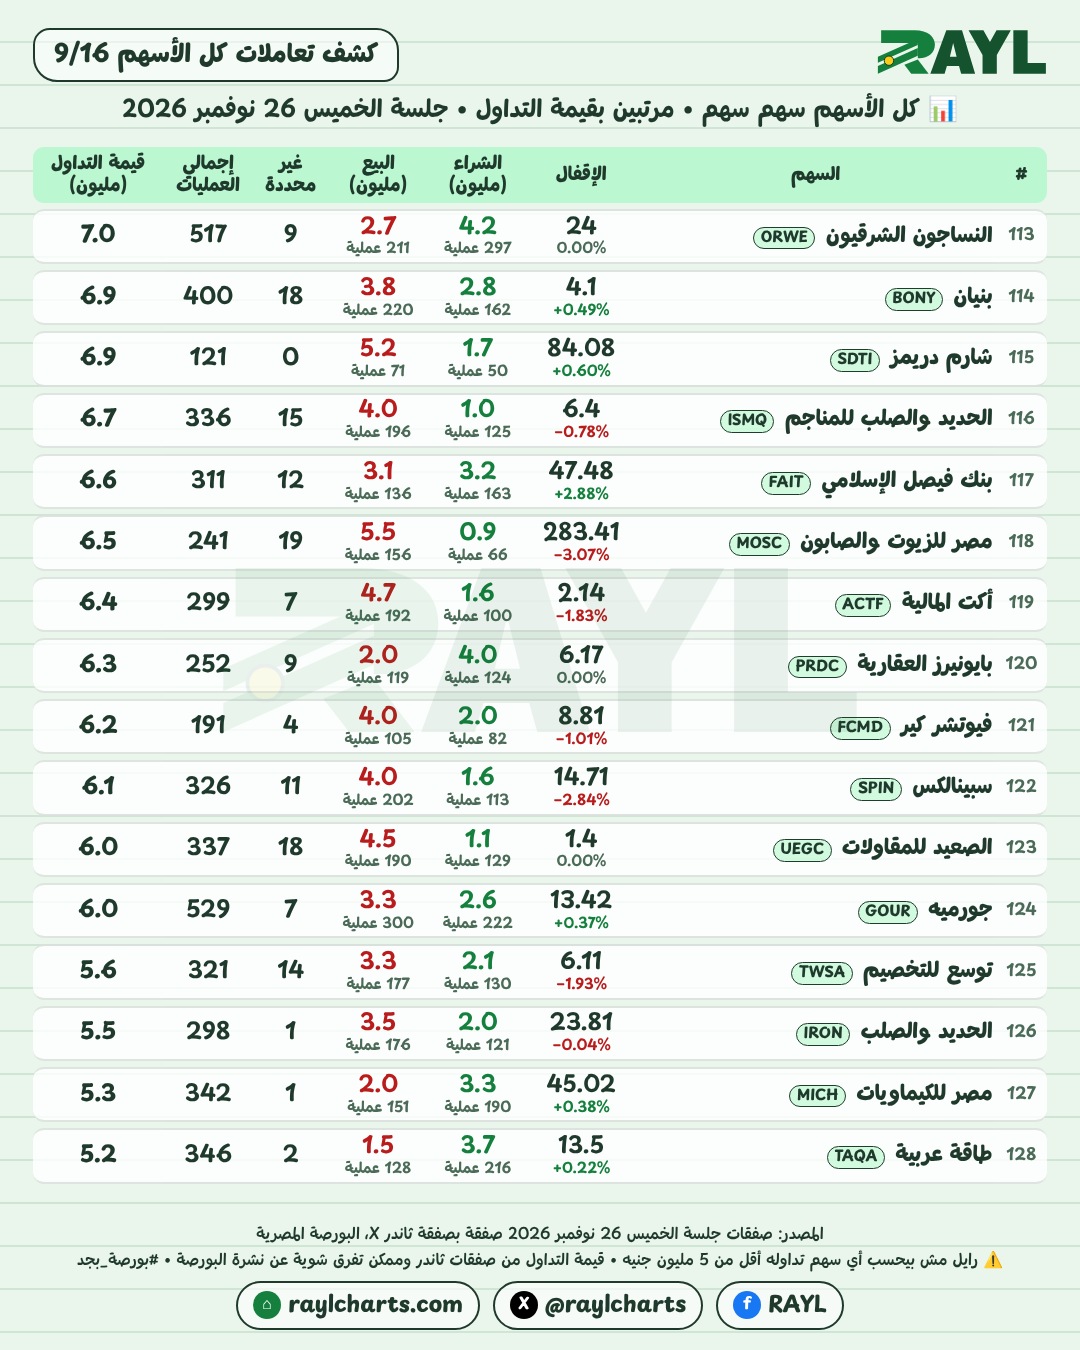 RAYL
كشف تعاملات كل الأسهم 9/16
📊 كل الأسهم سهم سهم • مرتبين بقيمة التداول • جلسة الخميس 26 نوفمبر 2026
# السهم الإقفال الشراء (مليون) البيع (مليون) غير محددة إجمالي العمليات قيمة التداول (مليون)
113 النساجون الشرقيون ORWE 24 4.2 2.7 9 517 7.0
0.00% 297 عملية 211 عملية
114 بنيان BONY 4.1 2.8 3.8 18 400 6.9
+0.49% 162 عملية 220 عملية
115 شارم دريمز SDTI 84.08 1.7 5.2 0 121 6.9
+0.60% 50 عملية 71 عملية
116 الحديد والصلب للمناجم ISMQ 6.4 1.0 4.0 15 336 6.7
-0.78% 125 عملية 196 عملية
117 بنك فيصل الإسلامي FAIT 47.48 3.2 3.1 12 311 6.6
+2.88% 163 عملية 136 عملية
118 مصر للزيوت والصابون MOSC 283.41 0.9 5.5 19 241 6.5
-3.07% 66 عملية 156 عملية
119 أكت المالية ACTF 2.14 1.6 4.7 7 299 6.4
-1.83% 100 عملية 192 عملية
120 بايونيرز العقارية PRDC 6.17 4.0 2.0 9 252 6.3
0.00% 124 عملية 119 عملية
121 فيوتشر كير FCMD 8.81 2.0 4.0 4 191 6.2
-1.01% 82 عملية 105 عملية
122 سبينالكس SPIN 14.71 1.6 4.0 11 326 6.1
-2.84% 113 عملية 202 عملية
123 الصعيد للمقاولات UEGC 1.4 1.1 4.5 18 337 6.0
0.00% 129 عملية 190 عملية
124 جورميه GOUR 13.42 2.6 3.3 7 529 6.0
+0.37% 222 عملية 300 عملية
125 توسع للتخصيم TWSA 6.11 2.1 3.3 14 321 5.6
-1.93% 130 عملية 177 عملية
126 الحديد والصلب IRON 23.81 2.0 3.5 1 298 5.5
-0.04% 121 عملية 176 عملية
127 مصر للكيماويات MICH 45.02 3.3 2.0 1 342 5.3
+0.38% 190 عملية 151 عملية
128 طاقة عربية TAQA 13.5 3.7 1.5 2 346 5.2
+0.22% 216 عملية 128 عملية
المصدر: صفقات جلسة الخميس 26 نوفمبر 2026 صفقة بصفقة ثاندر X، البورصة المصرية
⚠️ رايل مش بيحسب أي سهم تداوله أقل من 5 مليون جنيه • قيمة التداول من صفقات ثاندر وممكن تفرق شوية عن نشرة البورصة • #بورصة_بجد
raylcharts.com @raylcharts RAYL